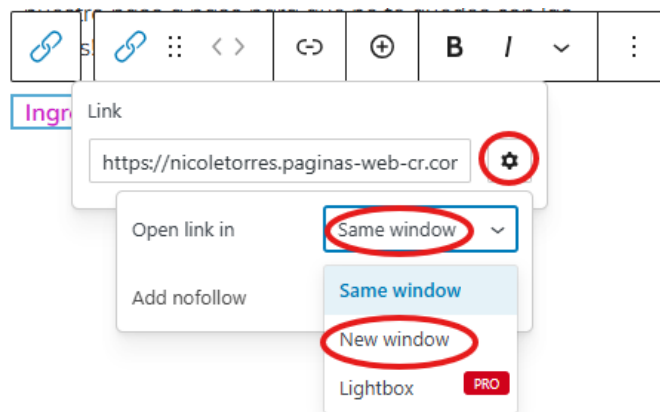 B I
s!
Ingr
Link
https://nicoletorres.paginas-web-cr.cor
Open link in Same window
Same window
Add nofollow
New window
Lightbox PRO